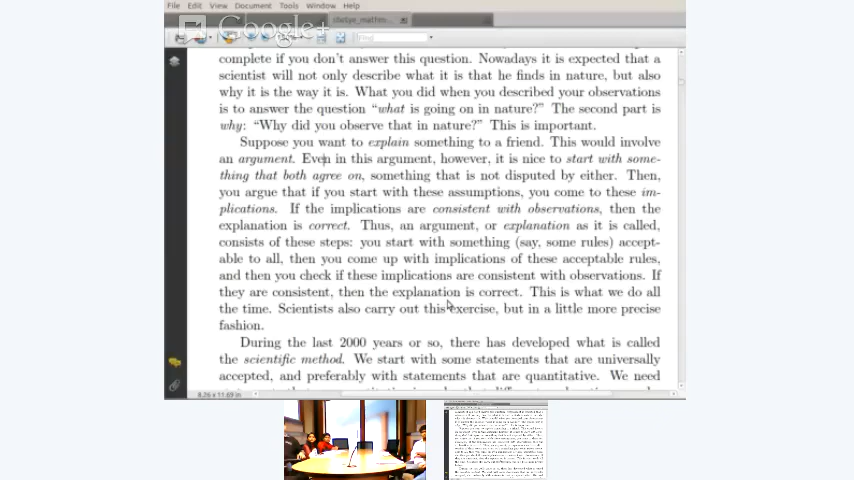 File Edit View Document Tools Window Help
Google+
complete if you don't answer this question. Nowadays it is expected that a
scientist will not only describe what it is that he finds in nature, but also
why it is the way it is. What you did when you described your observations
is to answer the question “what is going on in nature?” The second part is
why: “Why did you observe that in nature?” This is important.
Suppose you want to explain something to a friend. This would involve
an argument. Even in this argument, however, it is nice to start with some-
thing that both agree on, something that is not disputed by either. Then,
you argue that if you start with these assumptions, you come to these im-
plications. If the implications are consistent with observations, then the
explanation is correct. Thus, an argument, or explanation as it is called,
consists of these steps: you start with something (say, some rules) accept-
able to all, then you come up with implications of these acceptable rules,
and then you check if these implications are consistent with observations. If
they are consistent, then the explanation is correct. This is what we do all
the time. Scientists also carry out this exercise, but in a little more precise
fashion.
During the last 2000 years or so, there has developed what is called
the scientific method. We start with some statements that are universally
accepted, and preferably with statements that are quantitative. We need
8.26 x 11.69 in